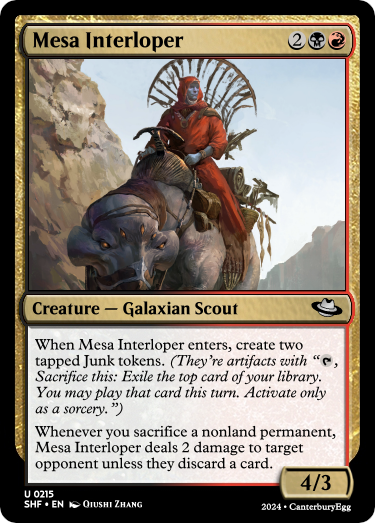 Mesa Interloper 2
Creature — Galaxian Scout
When Mesa Interloper enters, create two
tapped Junk tokens. (They're artifacts with “,
Sacrifice this: Exile the top card of your library.
You may play that card this turn. Activate only
as a sorcery.”)
Whenever you sacrifice a nonland permanent,
Mesa Interloper deals 2 damage to target
opponent unless they discard a card.
4/3
U 0215
SHF • EN Qiushi Zhang
2024 • CanterburyEgg